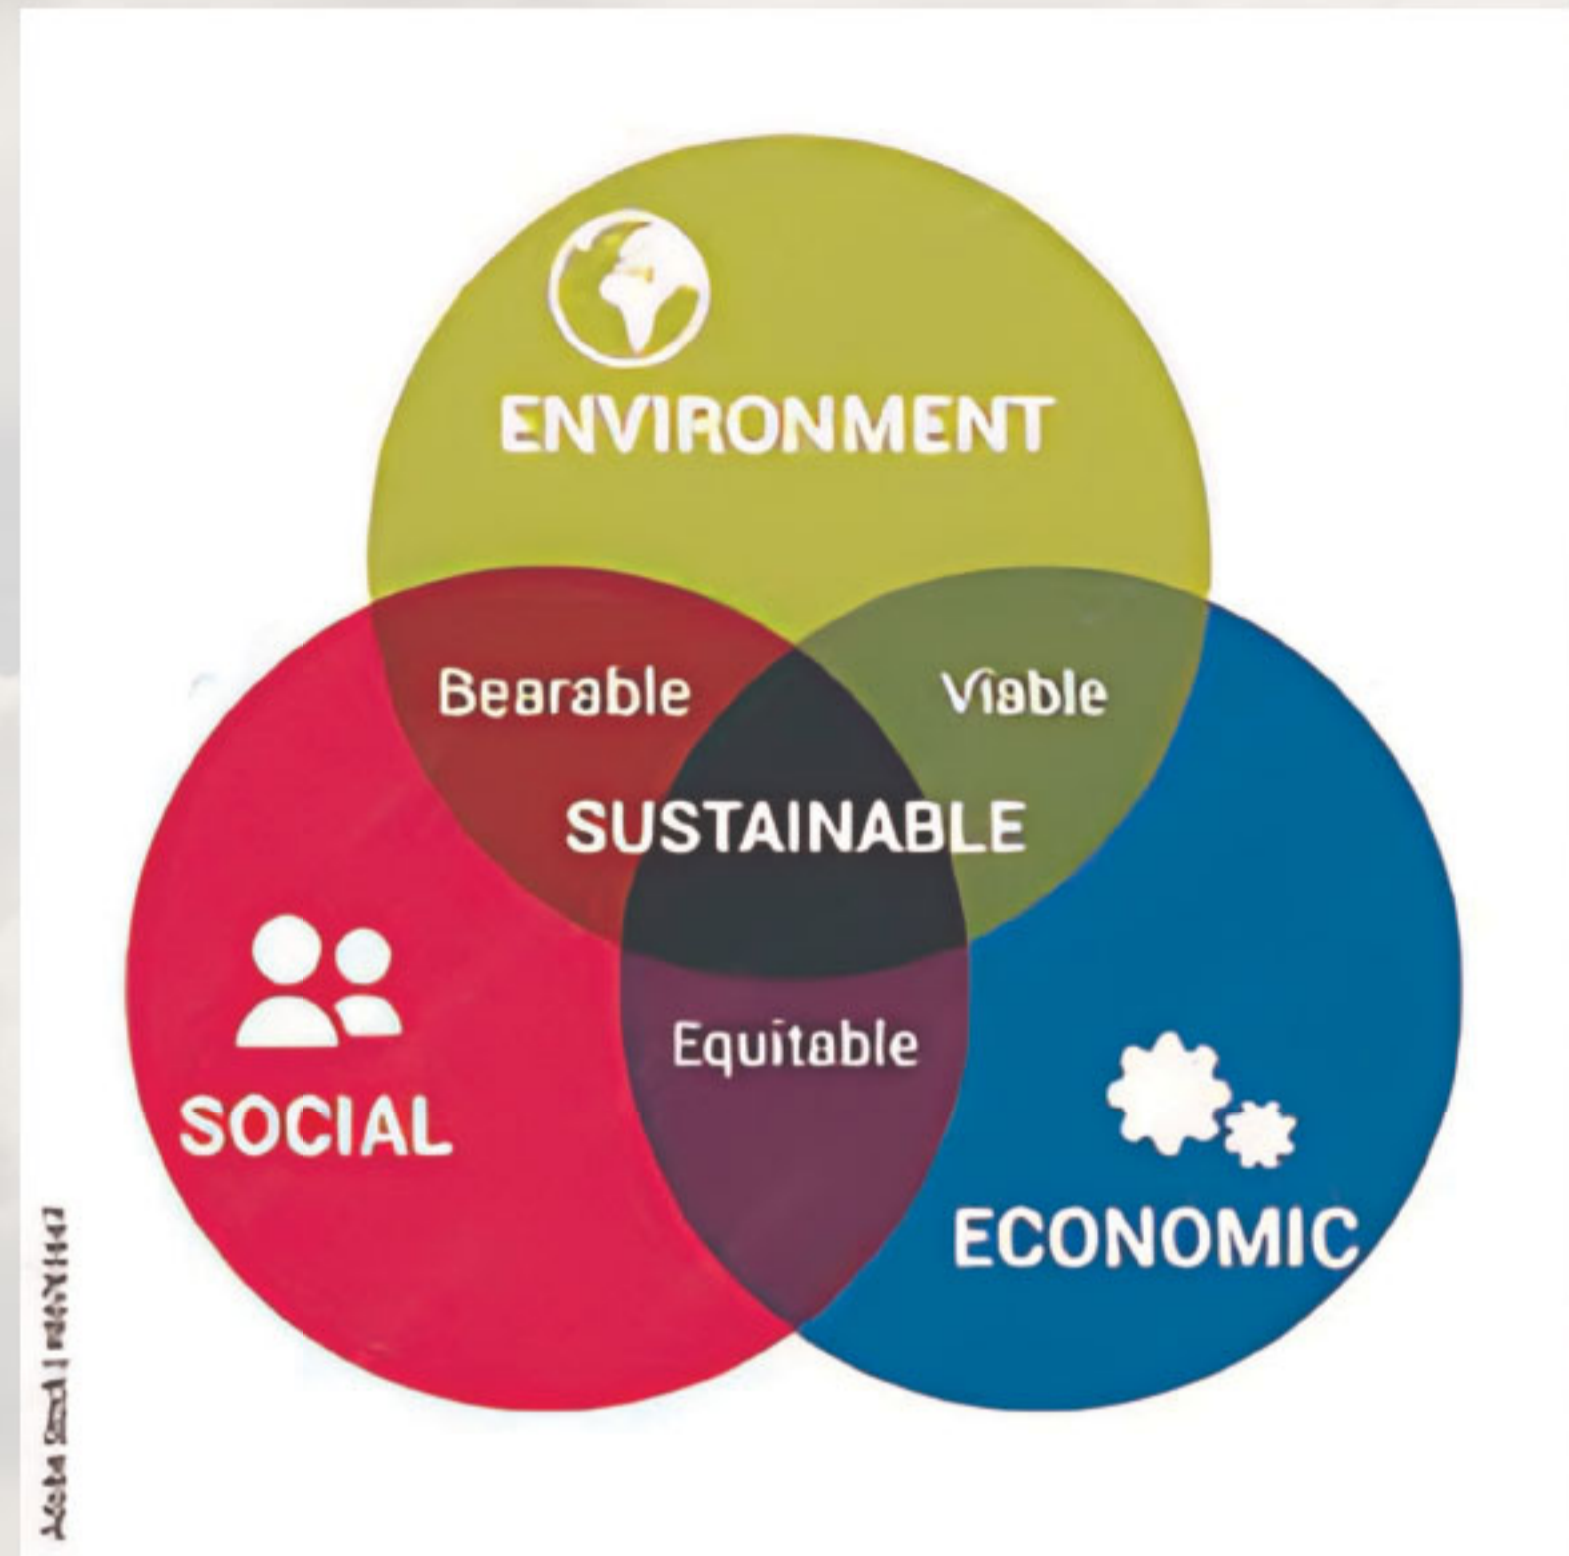 ENVIRONMENT
Bearable
Viable
SUSTAINABLE
Equitable
SOCIAL
ECONOMIC